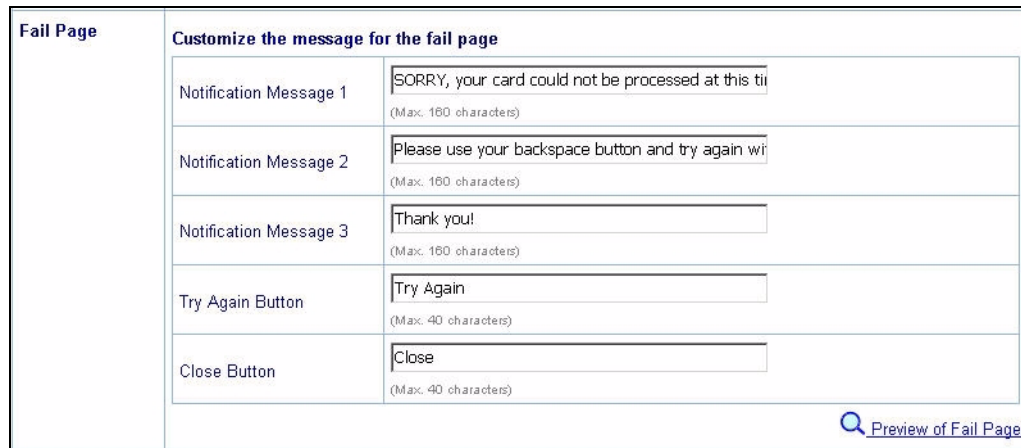 Fail Page
Customize the message for the fail page
Notification Message 1
SORRY, your card could not be processed at this
(Max. 160 characters)
Notification Message 2
Please use your backspace button and try again
(Max. 160 characters)
Notification Message 3
Thank you!
(Max. 160 characters)
Try Again Button
Try Again
(Max. 40 characters)
Close Button
Close
(Max. 40 characters)
Preview of Fail Page